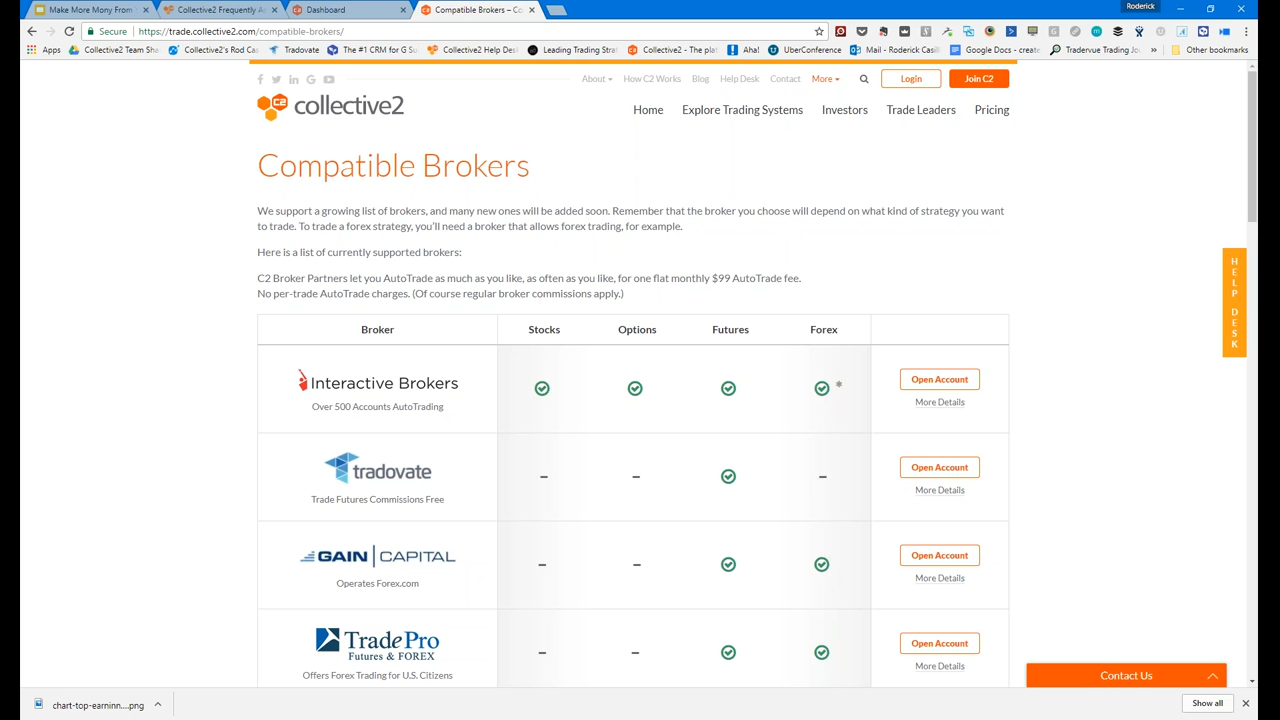 Make More Mony From
Collective2 Frequently A
Dashboard
Compatible Brokers – Co
Roderick
Secure
https://trade.collective2.com/compatible-brokers/
Apps
Collective2 Team Sha
Collective2's Rod Cas
Tradovate
The #1 CRM for G Su
Collective2 Help Des
Leading Trading Strat
Collective2 - The plat
Aha!
UberConference
Mail - Roderick Casil
Google Docs - create
Tradervue Trading Jo
»
Other bookmarks
About
How C2 Works
Blog
Help Desk
Contact
More
Login
Join C2
C2 collective2
Home
Explore Trading Systems
Investors
Trade Leaders
Pricing
Compatible Brokers
We support a growing list of brokers, and many new ones will be added soon. Remember that the broker you choose will depend on what kind of strategy you want
to trade. To trade a forex strategy, you'll need a broker that allows forex trading, for example.
Here is a list of currently supported brokers:
C2 Broker Partners let you AutoTrade as much as you like, as often as you like, for one flat monthly $99 AutoTrade fee.
No per-trade AutoTrade charges. (Of course regular broker commissions apply.)
Broker
Stocks
Options
Futures
Forex
Interactive Brokers
Over 500 Accounts AutoTrading
*
Open Account
More Details
tradovate
Trade Futures Commissions Free
–
–
–
Open Account
More Details
GAIN | CAPITAL
Operates Forex.com
–
–
Open Account
More Details
TradePro
Futures & FOREX
Offers Forex Trading for U.S. Citizens
–
–
Open Account
More Details
HELP DESK
Contact Us
chart-top-earninn....png
Show all